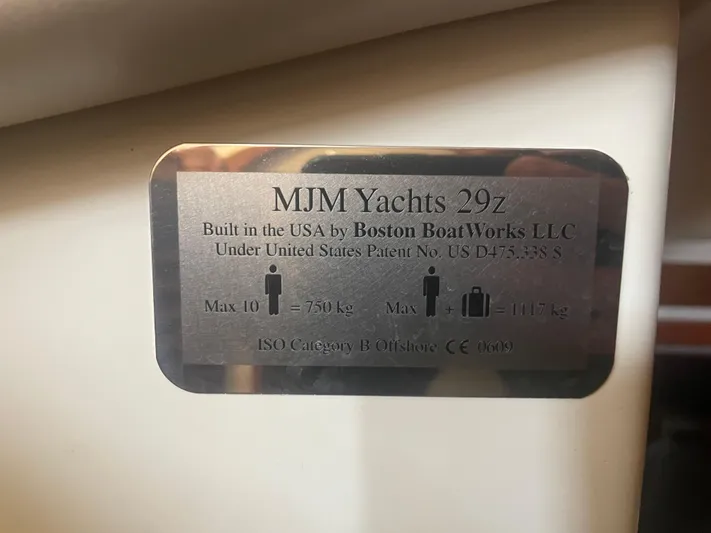 MJM Yachts 29z
Built in the USA by Boston BoatWorks LLC
Under United States Patent No. US D475,338 S
Max 10 = 750 kg Max + = 1117 kg
ISO Category B Offshore CE 0609